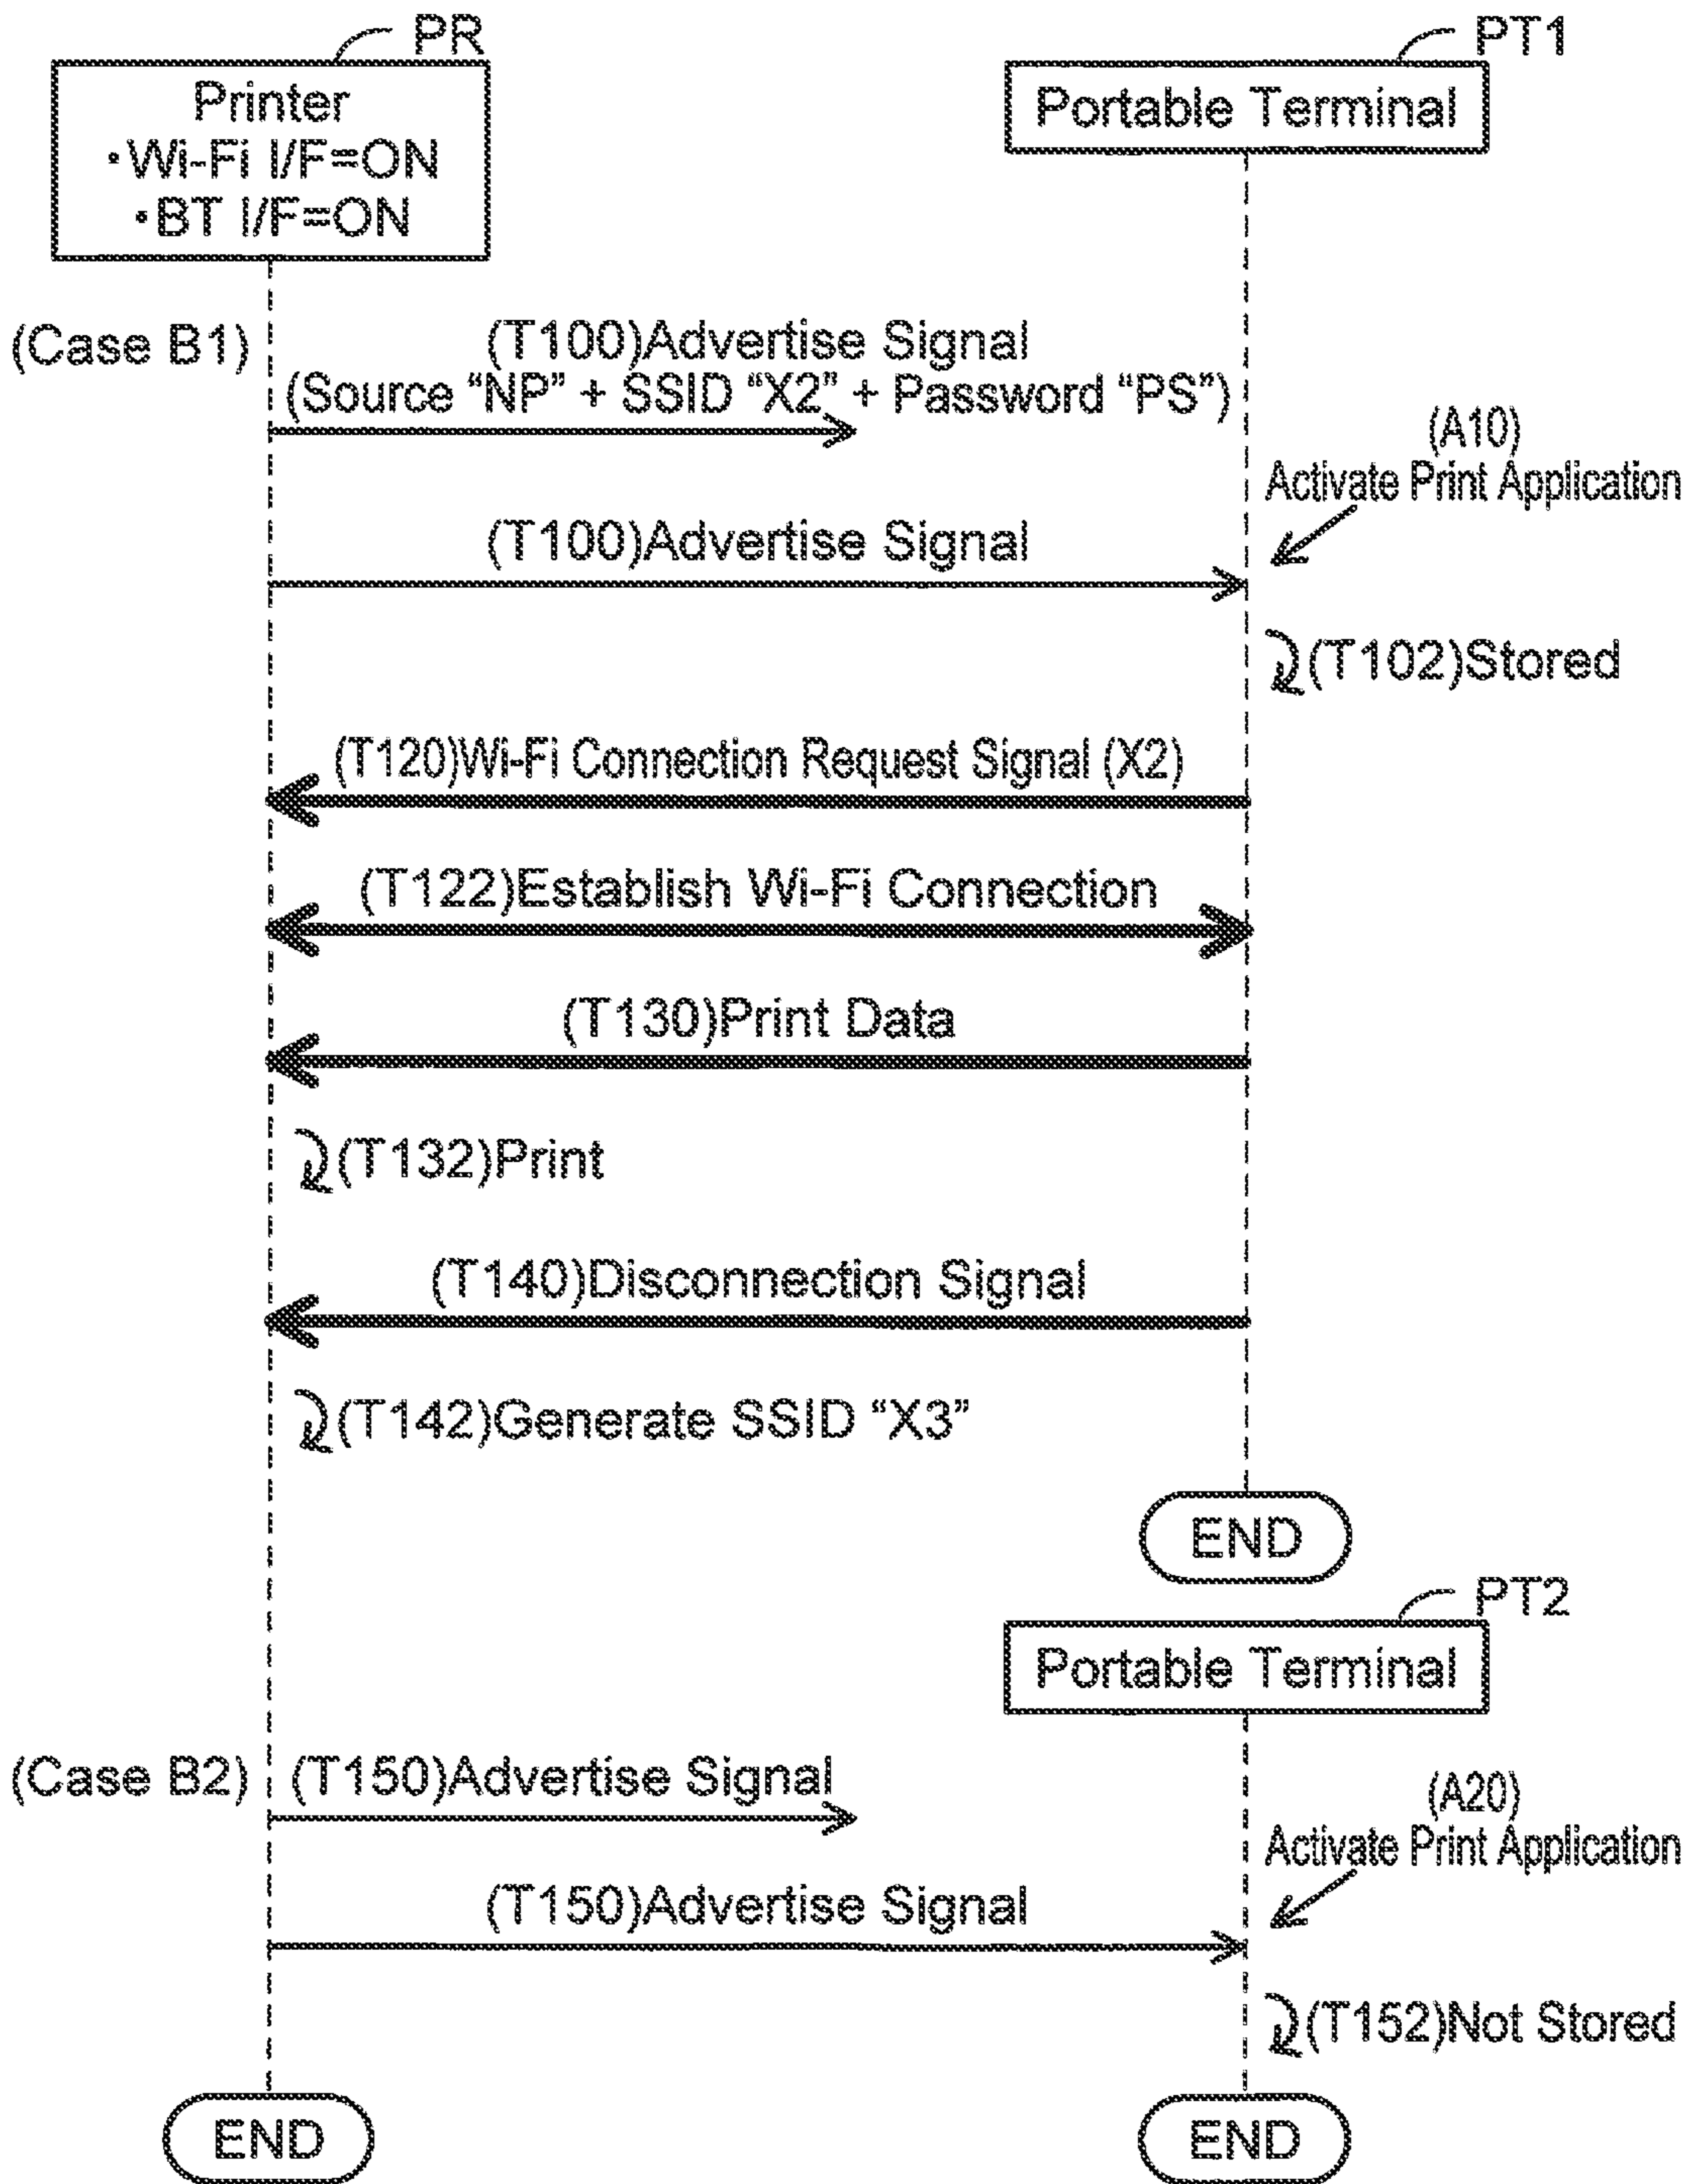 PR
PT1
Printer
・Wi-Fi I/F=ON
・BT I/F=ON
Portable Terminal
(Case B1)
(T100)Advertise Signal
(Source “NP” + SSID “X2” + Password “PS”)
(A10)
Activate Print Application
(T100)Advertise Signal
(T102)Stored
(T120)Wi-Fi Connection Request Signal (X2)
(T122)Establish Wi-Fi Connection
(T130)Print Data
(T132)Print
(T140)Disconnection Signal
(T142)Generate SSID “X3”
END
PT2
Portable Terminal
(Case B2)
(T150)Advertise Signal
(A20)
Activate Print Application
(T150)Advertise Signal
(T152)Not Stored
END
END